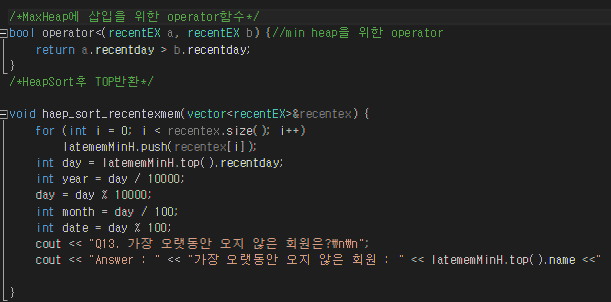 /*MaxHeap에 삽입을 위한 operator함수*/
bool operator<(recentEX a, recentEX b) {//min heap을 위한 operator
return a.recentday > b.recentday;
}
/*HeapSort후 TOP반환*/
void haep_sort_recentexmem(vector<recentEX>&recentex) {
for (int i = 0; i < recentex.size(); i++)
latememMinH.push(recentex[i]);
int day = latememMinH.top().recentday;
int year = day / 10000;
day = day % 10000;
int month = day / 100;
int date = day % 100;
cout << "Q13. 가장 오랫동안 오지 않은 회원은?₩n₩n";
cout << "Answer : " << "가장 오랫동안 오지 않은 회원 : " << latememMinH.top().name <<"
}